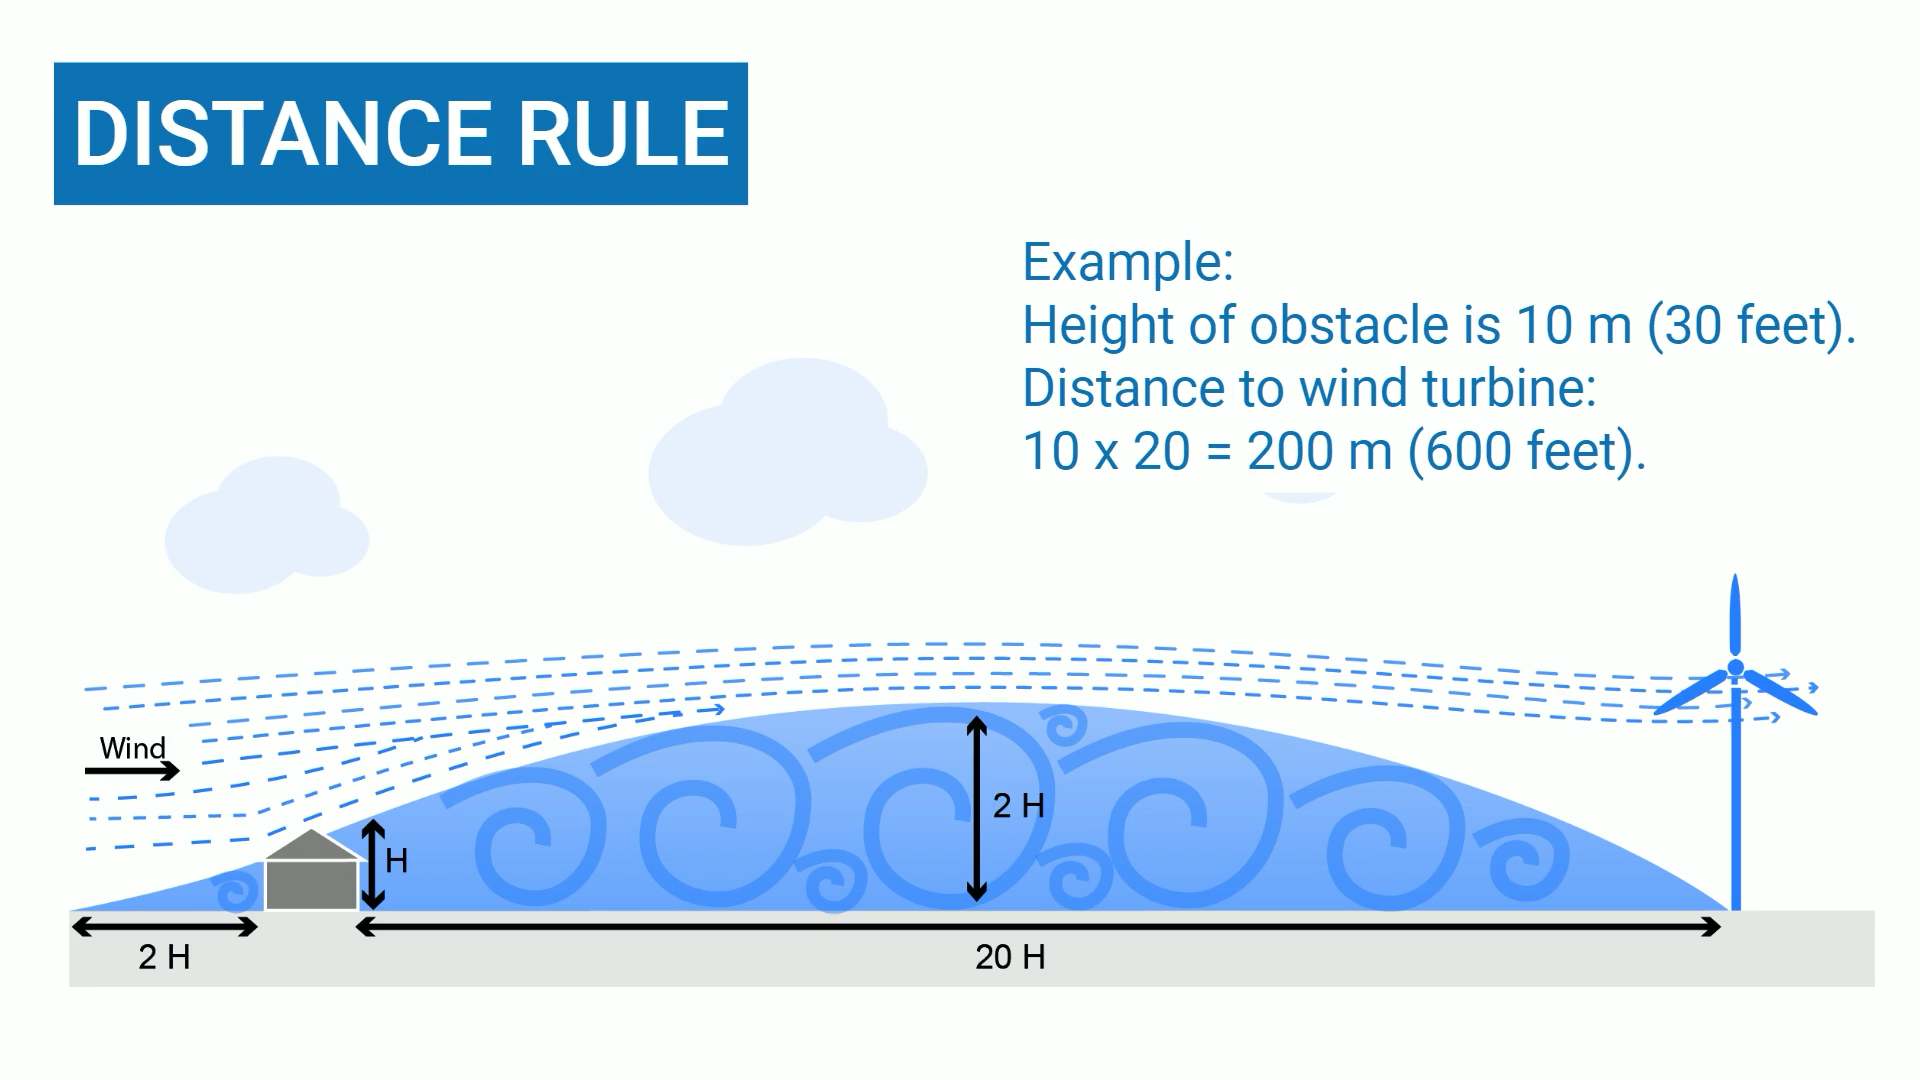 DISTANCE RULE
Example:
Height of obstacle is 10 m (30 feet).
Distance to wind turbine:
10 x 20 = 200 m (600 feet).
Wind
2 H
H
2 H
20 H